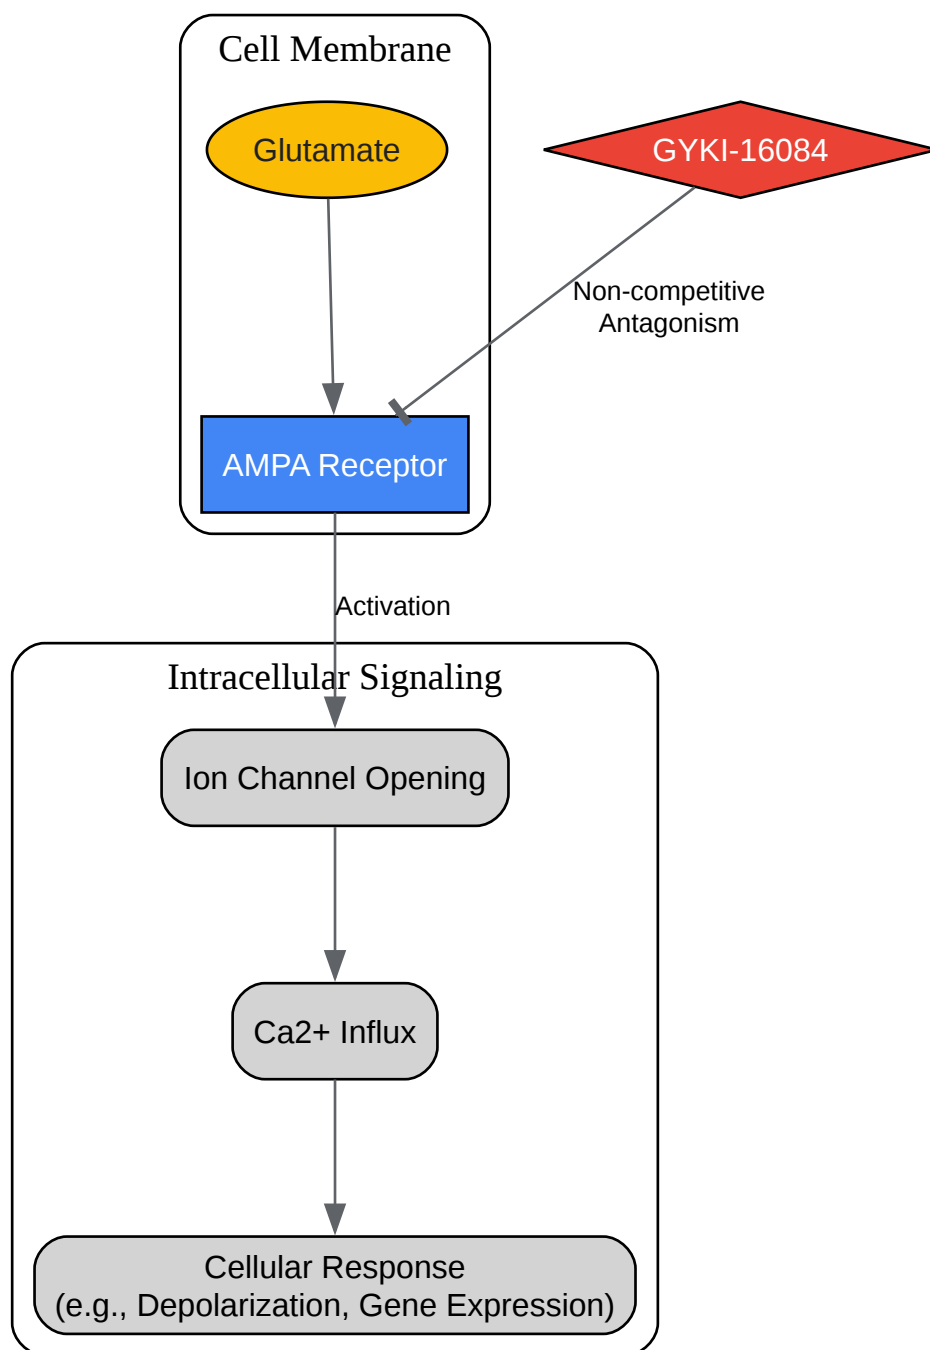 Cell Membrane
Glutamate
GYKI-16084
Non-competitive
Antagonism
AMPA Receptor
Activation
Intracellular Signaling
Ion Channel Opening
Ca2+ Influx
Cellular Response
(e.g., Depolarization, Gene Expression)